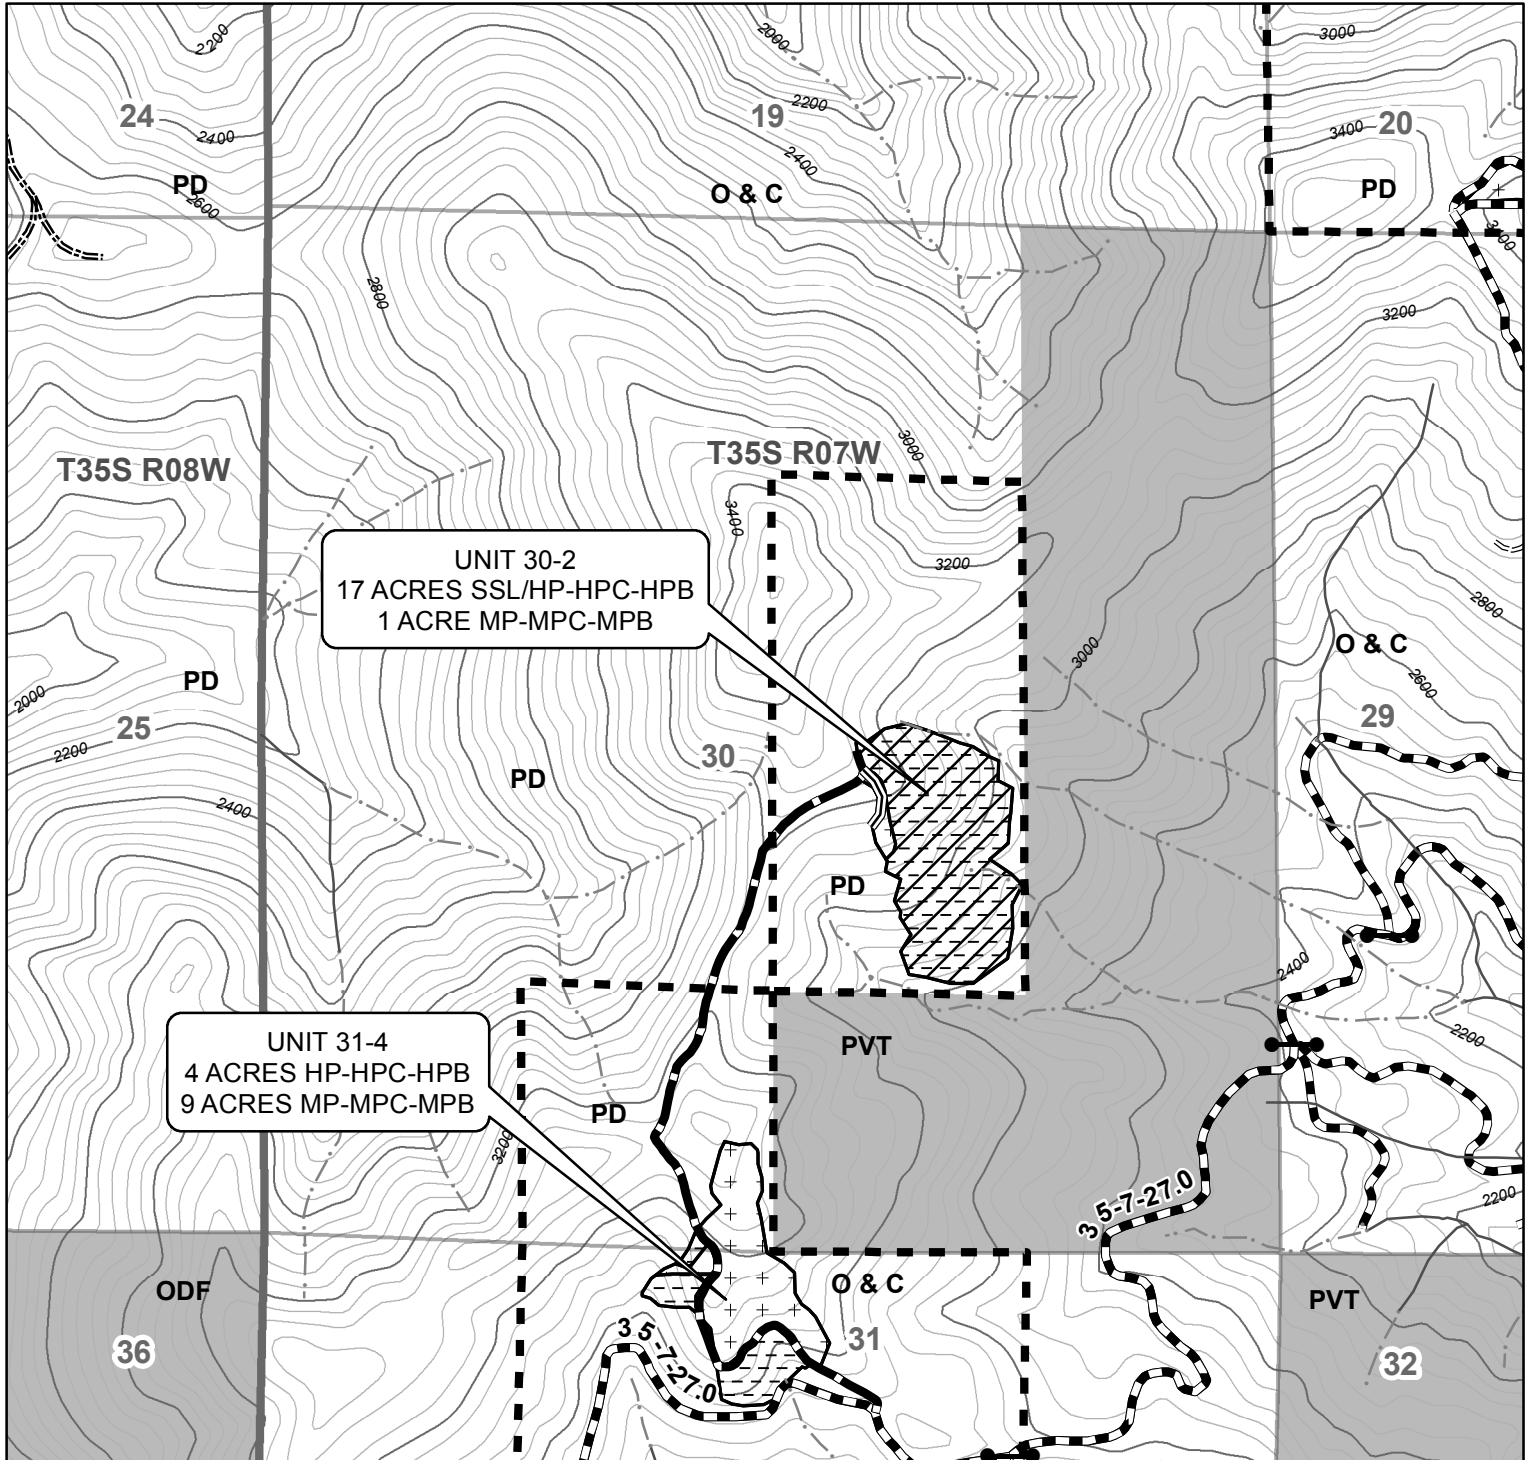 2200
2000
3000
24
19
2200
20
3400
2400
2400
PD
2600
O & C
PD
3400
2800
3200
T35S R08W
T35S R07W
3000
3400
UNIT 30-2
17 ACRES SSL/HP-HPC-HPB
1 ACRE MP-MPC-MPB
3200
2800
O & C
3000
2600
PD
2000
25
29
2200
30
PD
2400
PD
2400
UNIT 31-4
4 ACRES HP-HPC-HPB
9 ACRES MP-MPC-MPB
PVT
2200
PD
3200
3 5-7-27.0
2200
ODF
O & C
PVT
3 5-7-27.0
31
36
32